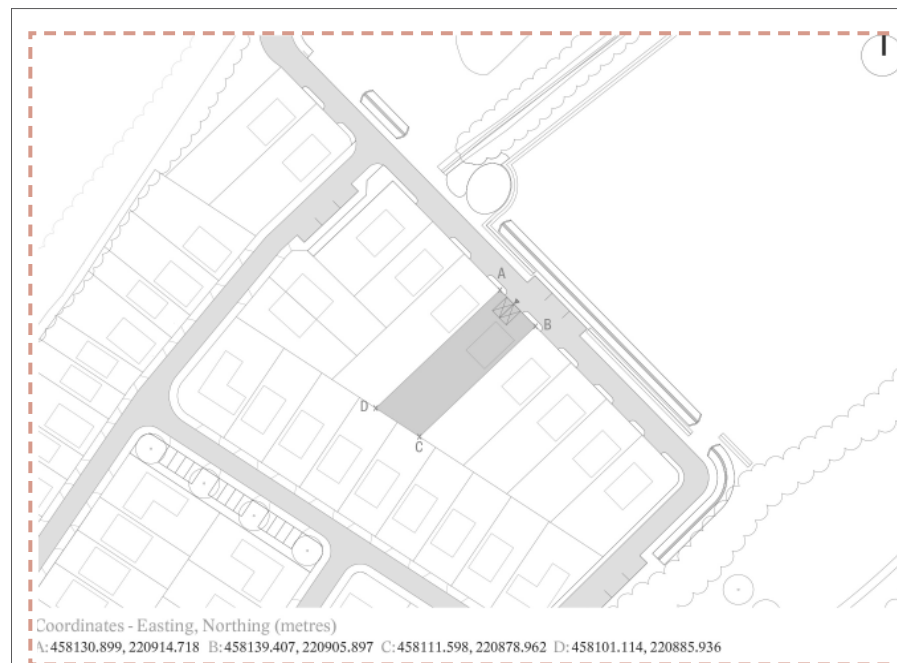 A
B
D
C
Coordinates - Easting, Northing (metres)
A: 458130.899, 220914.718 B: 458139.407, 220905.897 C: 458111.598, 220878.962 D: 458101.114, 220885.936